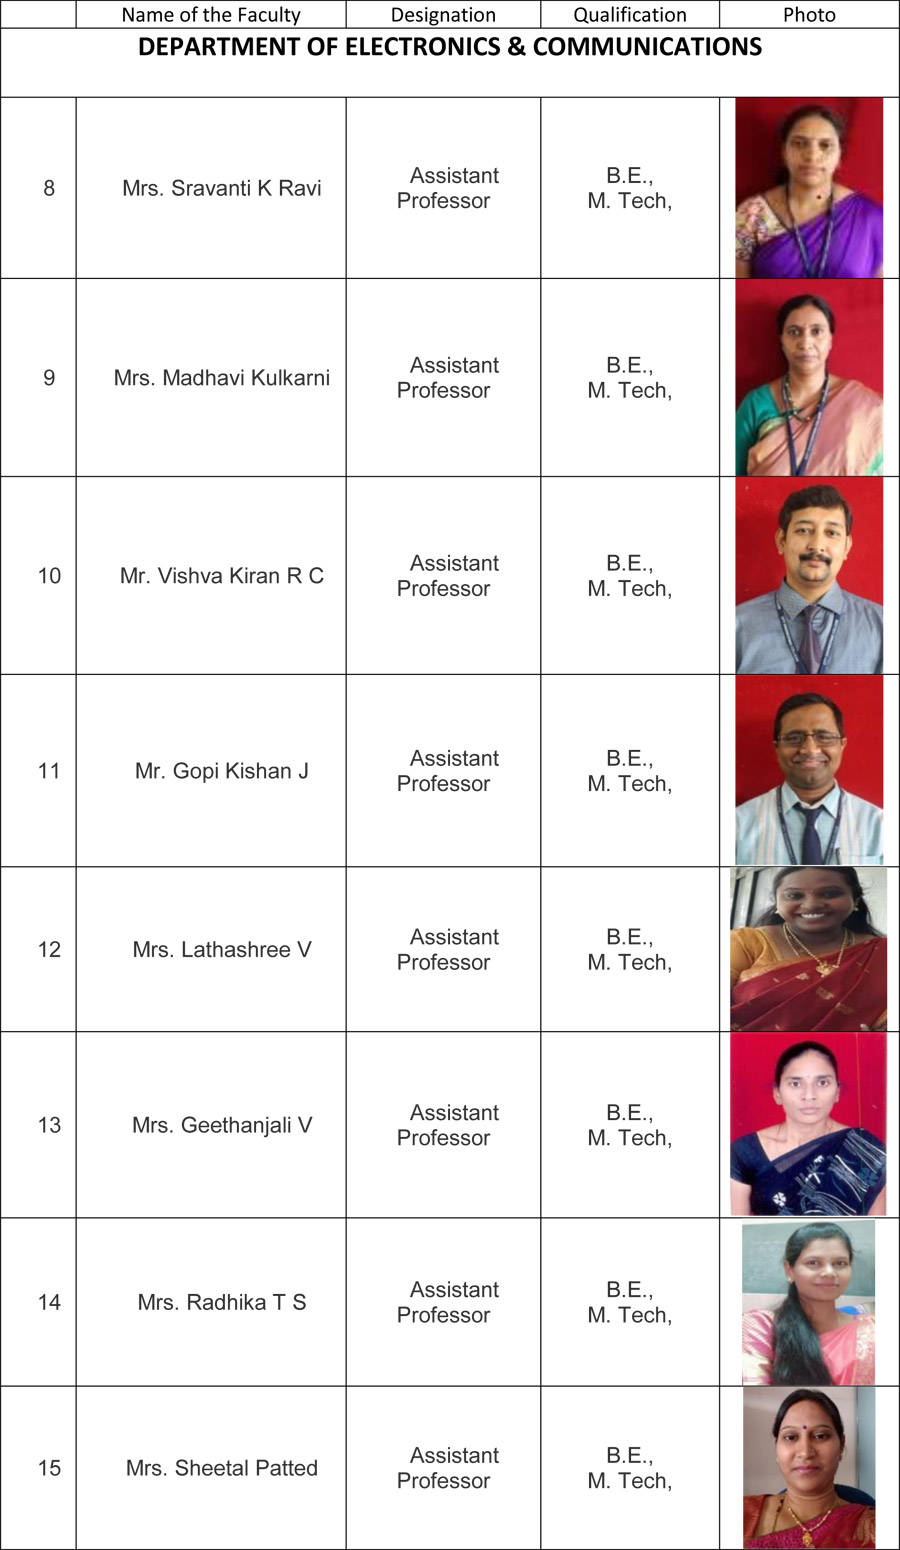 Name of the Faculty Designation Qualification Photo
DEPARTMENT OF ELECTRONICS & COMMUNICATIONS
8 Mrs. Sravanti K Ravi Assistant Professor B.E., M. Tech,
9 Mrs. Madhavi Kulkarni Assistant Professor B.E., M. Tech,
10 Mr. Vishva Kiran R C Assistant Professor B.E., M. Tech,
11 Mr. Gopi Kishan J Assistant Professor B.E., M. Tech,
12 Mrs. Lathashree V Assistant Professor B.E., M. Tech,
13 Mrs. Geethanjali V Assistant Professor B.E., M. Tech,
14 Mrs. Radhika T S Assistant Professor B.E., M. Tech,
15 Mrs. Sheetal Patted Assistant Professor B.E., M. Tech,